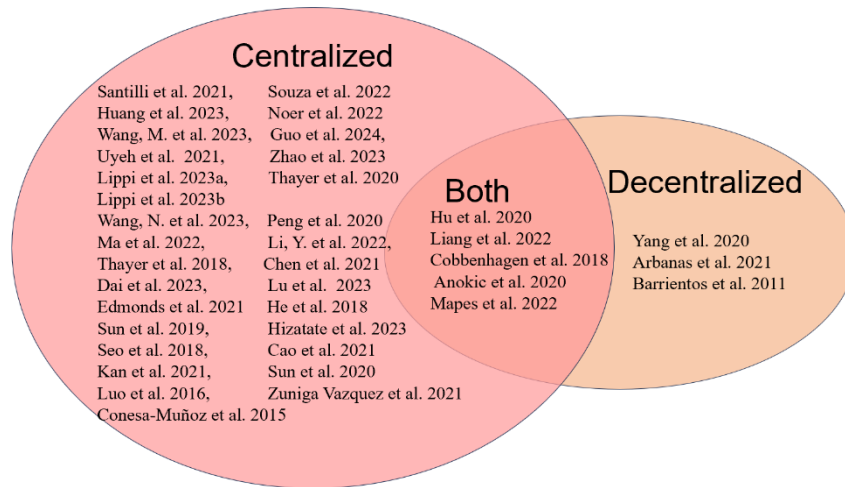 Centralized
Santilli et al. 2021, Souza et al. 2022
Huang et al. 2023, Noer et al. 2022
Wang, M. et al. 2023, Guo et al. 2024,
Uyeh et al. 2021, Zhao et al. 2023
Lippi et al. 2023a, Thayer et al. 2020
Lippi et al. 2023b
Wang, N. et al. 2023, Peng et al. 2020
Ma et al. 2022, Li, Y. et al. 2022,
Thayer et al. 2018, Chen et al. 2021
Dai et al. 2023, Lu et al. 2023
Edmonds et al. 2021 He et al. 2018
Sun et al. 2019, Hizatate et al. 2023
Seo et al. 2018, Cao et al. 2021
Kan et al. 2021, Sun et al. 2020
Luo et al. 2016, Zuniga Vazquez et al. 2021
Conesa-Muñoz et al. 2015
Both
Hu et al. 2020
Liang et al. 2022
Cobbenhagen et al. 2018
Anokic et al. 2020
Mapes et al. 2022
Decentralized
Yang et al. 2020
Arbanas et al. 2021
Barrientos et al. 2011